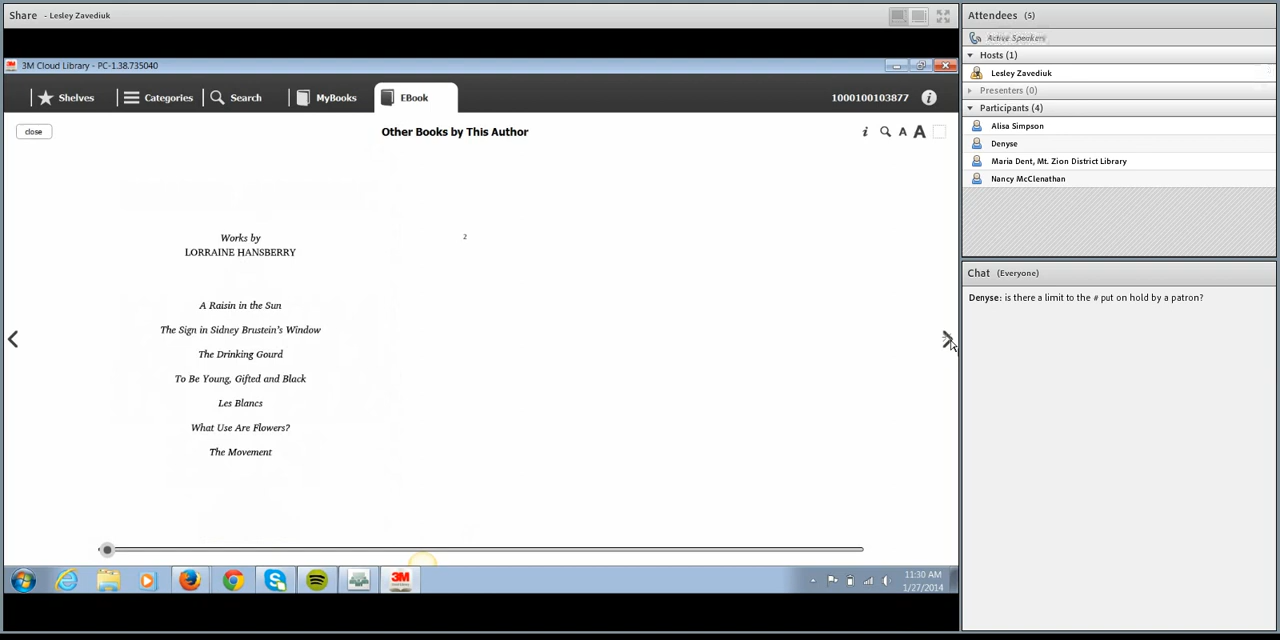 Share - Lesley Zavediuk
3M Cloud Library - PC-1.38.735040
Shelves
Categories
Search
MyBooks
EBook
1000100103877
close
Other Books by This Author
i
A
A
Works by
LORRAINE HANSBERRY
2
A Raisin in the Sun
The Sign in Sidney Brustein's Window
The Drinking Gourd
To Be Young, Gifted and Black
Les Blancs
What Use Are Flowers?
The Movement
3M
11:30 AM
1/27/2014
Attendees (5)
Active Speakers
Hosts (1)
Lesley Zavediuk
Presenters (0)
Participants (4)
Alisa Simpson
Denyse
Maria Dent, Mt. Zion District Library
Nancy McClenathan
Chat (Everyone)
Denyse: is there a limit to the # put on hold by a patron?